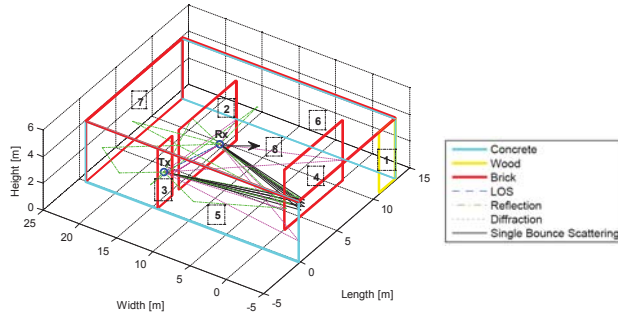 7
2
6
Rx
8
1
Tx
4
3
5
Height [m]
6
4
2
0
25
20
15
10
5
0
-5
Width [m]
-5
0
5
10
15
Length [m]
Concrete
Wood
Brick
LOS
Reflection
Diffraction
Single Bounce Scattering